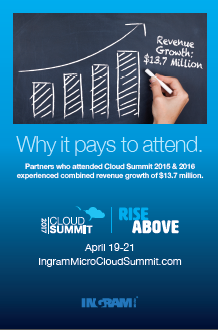 Revenue
Growth:
$13.7 Million
Why it pays to attend.
Partners who attended Cloud Summit 2015 & 2016
experienced combined revenue growth of $13.7 million.
2017
CLOUD
SUMMIT
RISE
ABOVE
April 19-21
IngramMicroCloudSummit.com
INGRAM